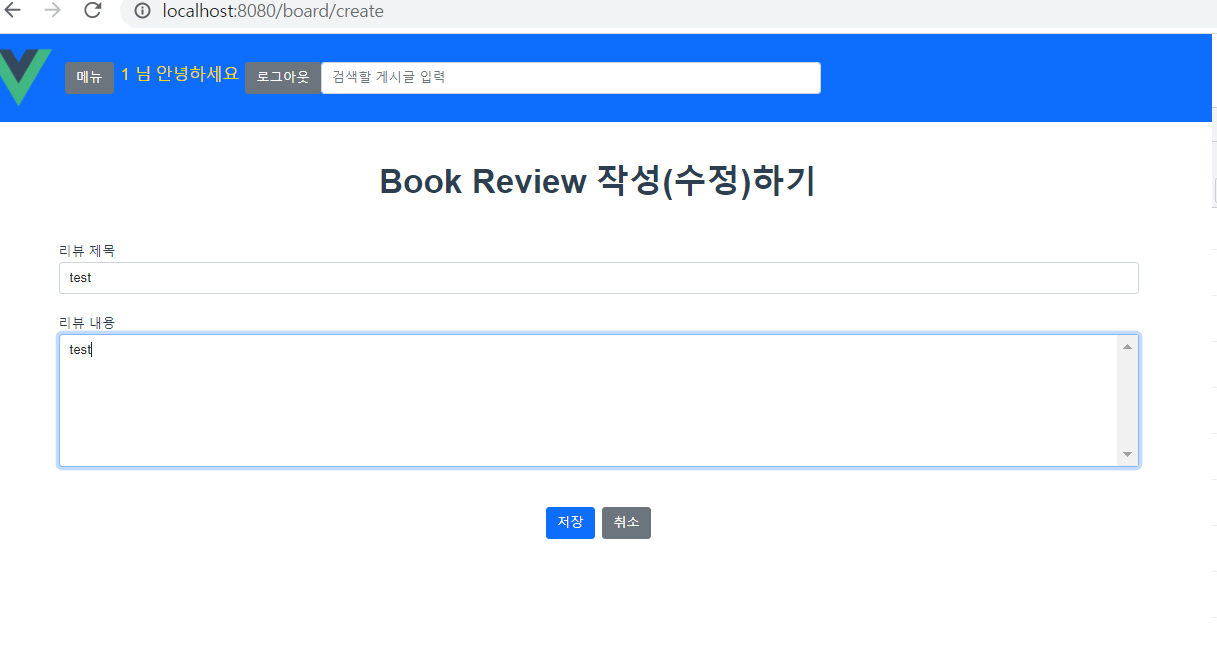 localhost:8080/board/create
메뉴 1 님 안녕하세요 로그아웃 검색할 게시글 입력
Book Review 작성(수정)하기
리뷰 제목
test
리뷰 내용
test
저장 취소